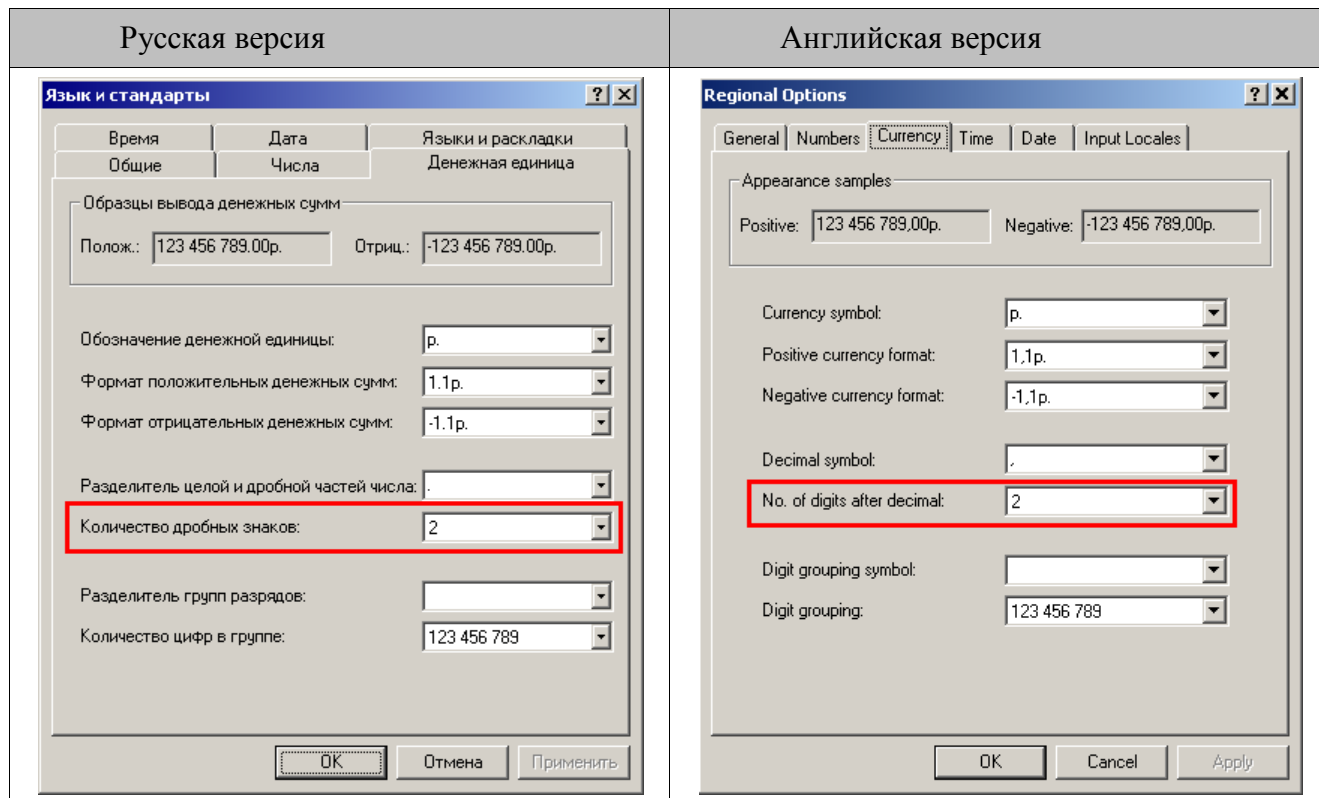 Русская версия
Английская версия
Язык и стандарты
Время Дата Языки и раскладки
Общие Числа Денежная единица
Образцы вывода денежных сумм
Полож.: 123 456 789.00р. Отриц.: -123 456 789.00р.
Обозначение денежной единицы: р.
Формат положительных денежных сумм: 1.1р.
Формат отрицательных денежных сумм: -1.1р.
Разделитель целой и дробной частей числа: .
Количество дробных знаков: 2
Разделитель групп разрядов:
Количество цифр в группе: 123 456 789
OK Отмена Применить
Regional Options
General Numbers Currency Time Date Input Locales
Appearance samples
Positive: 123 456 789,00р. Negative: -123 456 789,00р.
Currency symbol: р.
Positive currency format: 1,1р.
Negative currency format: -1,1р.
Decimal symbol: ,
No. of digits after decimal: 2
Digit grouping symbol:
Digit grouping: 123 456 789
OK Cancel Apply